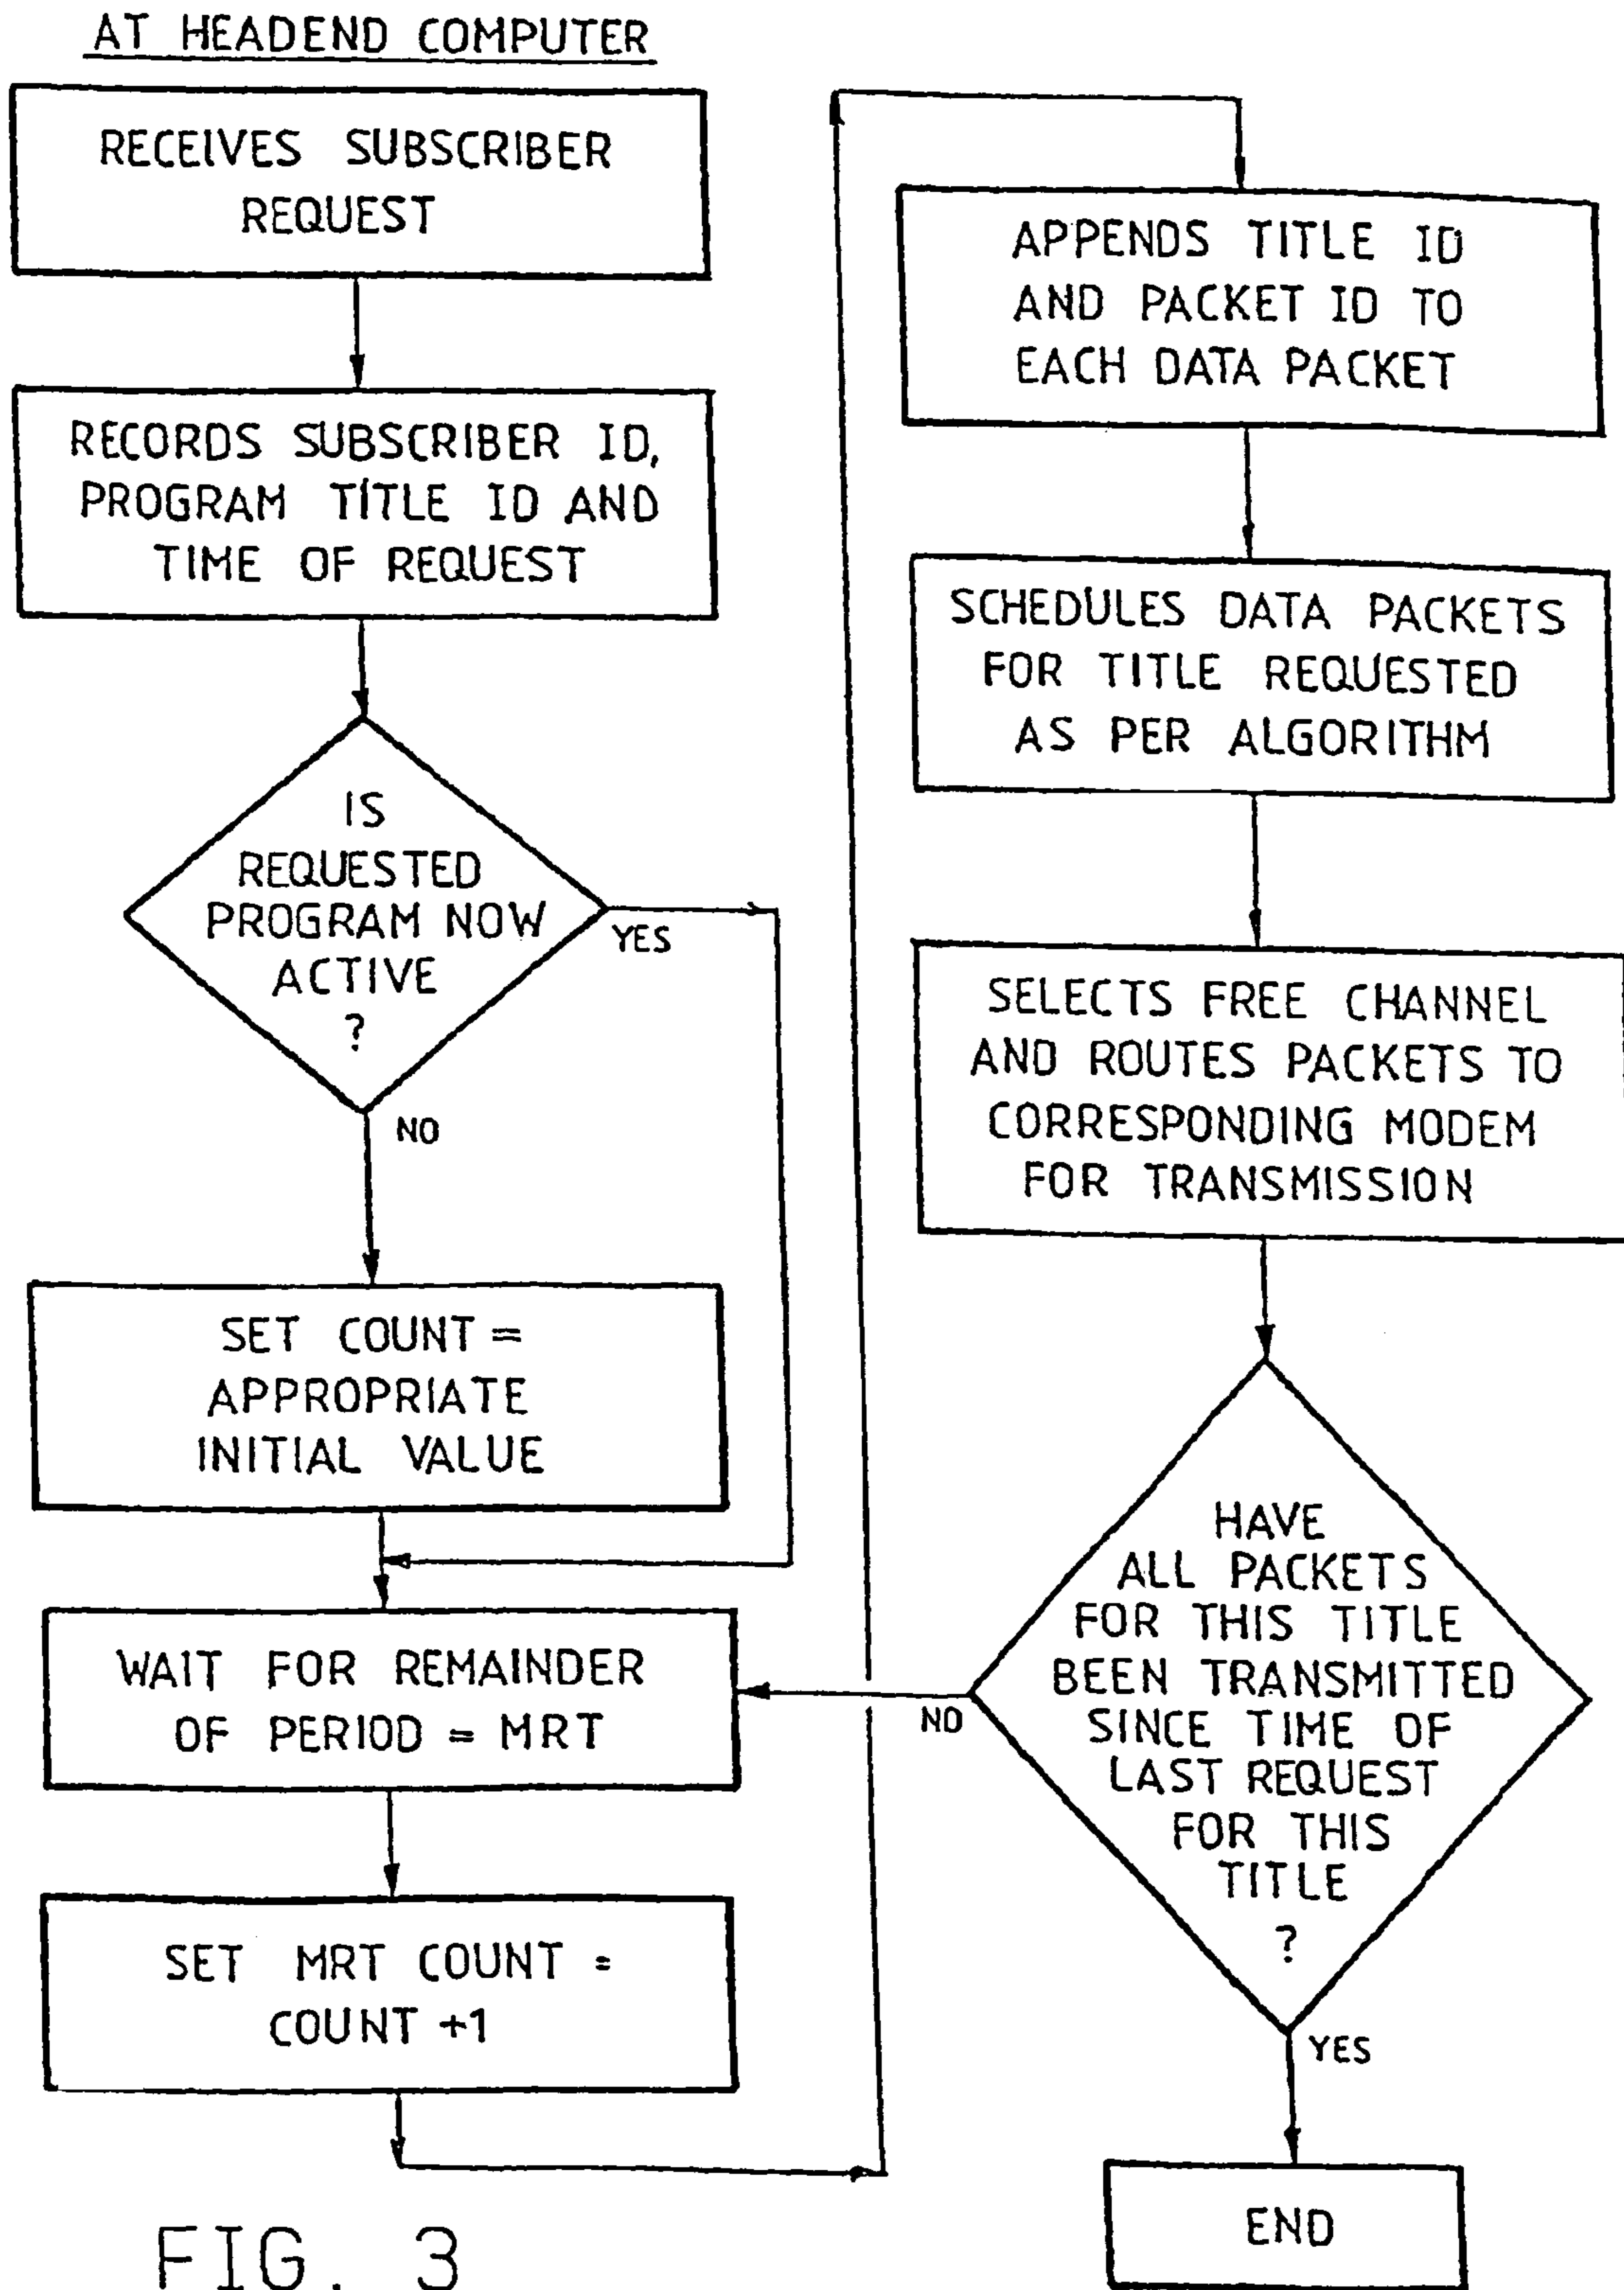 AT HEADEND COMPUTER
RECEIVES SUBSCRIBER
REQUEST
RECORDS SUBSCRIBER ID,
PROGRAM TITLE ID AND
TIME OF REQUEST
IS
REQUESTED
PROGRAM NOW
ACTIVE
?
YES
NO
SET COUNT =
APPROPRIATE
INITIAL VALUE
WAIT FOR REMAINDER
OF PERIOD = MRT
SET MRT COUNT =
COUNT +1
APPENDS TITLE ID
AND PACKET ID TO
EACH DATA PACKET
SCHEDULES DATA PACKETS
FOR TITLE REQUESTED
AS PER ALGORITHM
SELECTS FREE CHANNEL
AND ROUTES PACKETS TO
CORRESPONDING MODEM
FOR TRANSMISSION
HAVE
ALL PACKETS
FOR THIS TITLE
BEEN TRANSMITTED
SINCE TIME OF
LAST REQUEST
FOR THIS
TITLE
?
NO
YES
END
FIG. 3